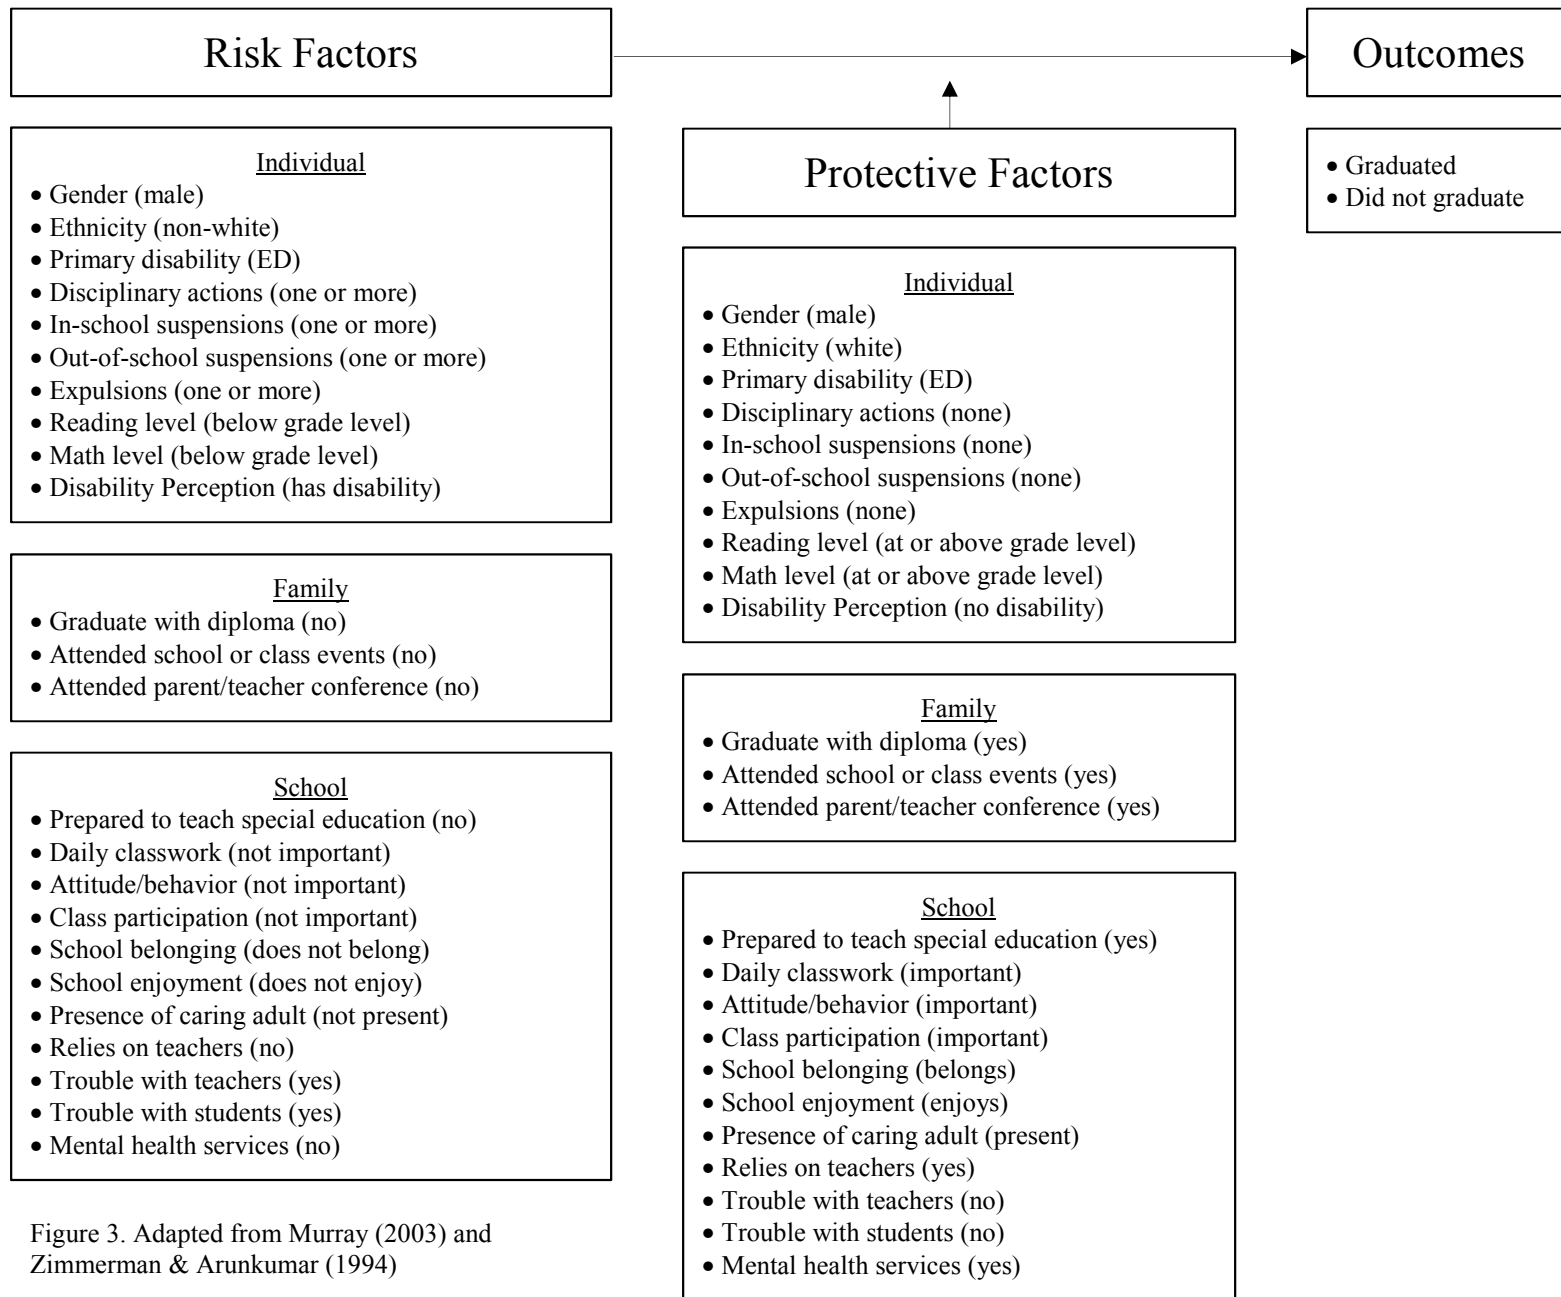 Risk Factors
Individual
• Gender (male)
• Ethnicity (non-white)
• Primary disability (ED)
• Disciplinary actions (one or more)
• In-school suspensions (one or more)
• Out-of-school suspensions (one or more)
• Expulsions (one or more)
• Reading level (below grade level)
• Math level (below grade level)
• Disability Perception (has disability)
Family
• Graduate with diploma (no)
• Attended school or class events (no)
• Attended parent/teacher conference (no)
School
• Prepared to teach special education (no)
• Daily classwork (not important)
• Attitude/behavior (not important)
• Class participation (not important)
• School belonging (does not belong)
• School enjoyment (does not enjoy)
• Presence of caring adult (not present)
• Relies on teachers (no)
• Trouble with teachers (yes)
• Trouble with students (yes)
• Mental health services (no)
Protective Factors
Individual
• Gender (male)
• Ethnicity (white)
• Primary disability (ED)
• Disciplinary actions (none)
• In-school suspensions (none)
• Out-of-school suspensions (none)
• Expulsions (none)
• Reading level (at or above grade level)
• Math level (at or above grade level)
• Disability Perception (no disability)
Family
• Graduate with diploma (yes)
• Attended school or class events (yes)
• Attended parent/teacher conference (yes)
School
• Prepared to teach special education (yes)
• Daily classwork (important)
• Attitude/behavior (important)
• Class participation (important)
• School belonging (belongs)
• School enjoyment (enjoys)
• Presence of caring adult (present)
• Relies on teachers (yes)
• Trouble with teachers (no)
• Trouble with students (no)
• Mental health services (yes)
Outcomes
• Graduated
• Did not graduate
Figure 3. Adapted from Murray (2003) and
Zimmerman & Arunkumar (1994)